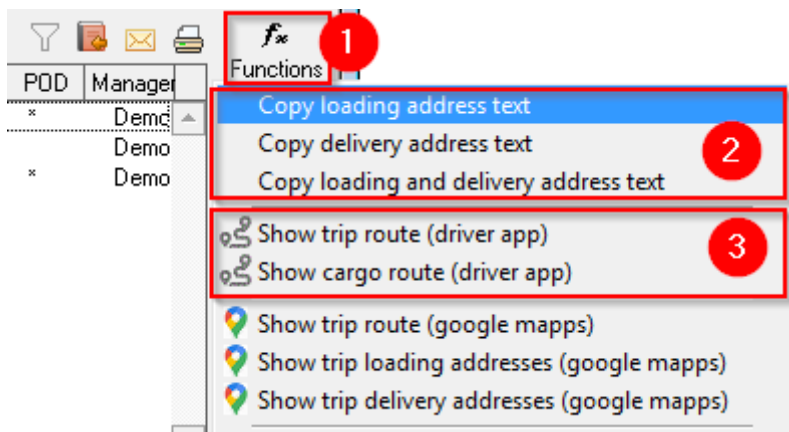 fx
1
Functions
POD Manager
* Demo
Demo
* Demo
Copy loading address text
Copy delivery address text
Copy loading and delivery address text
2
Show trip route (driver app)
Show cargo route (driver app)
3
Show trip route (google mapps)
Show trip loading addresses (google mapps)
Show trip delivery addresses (google mapps)